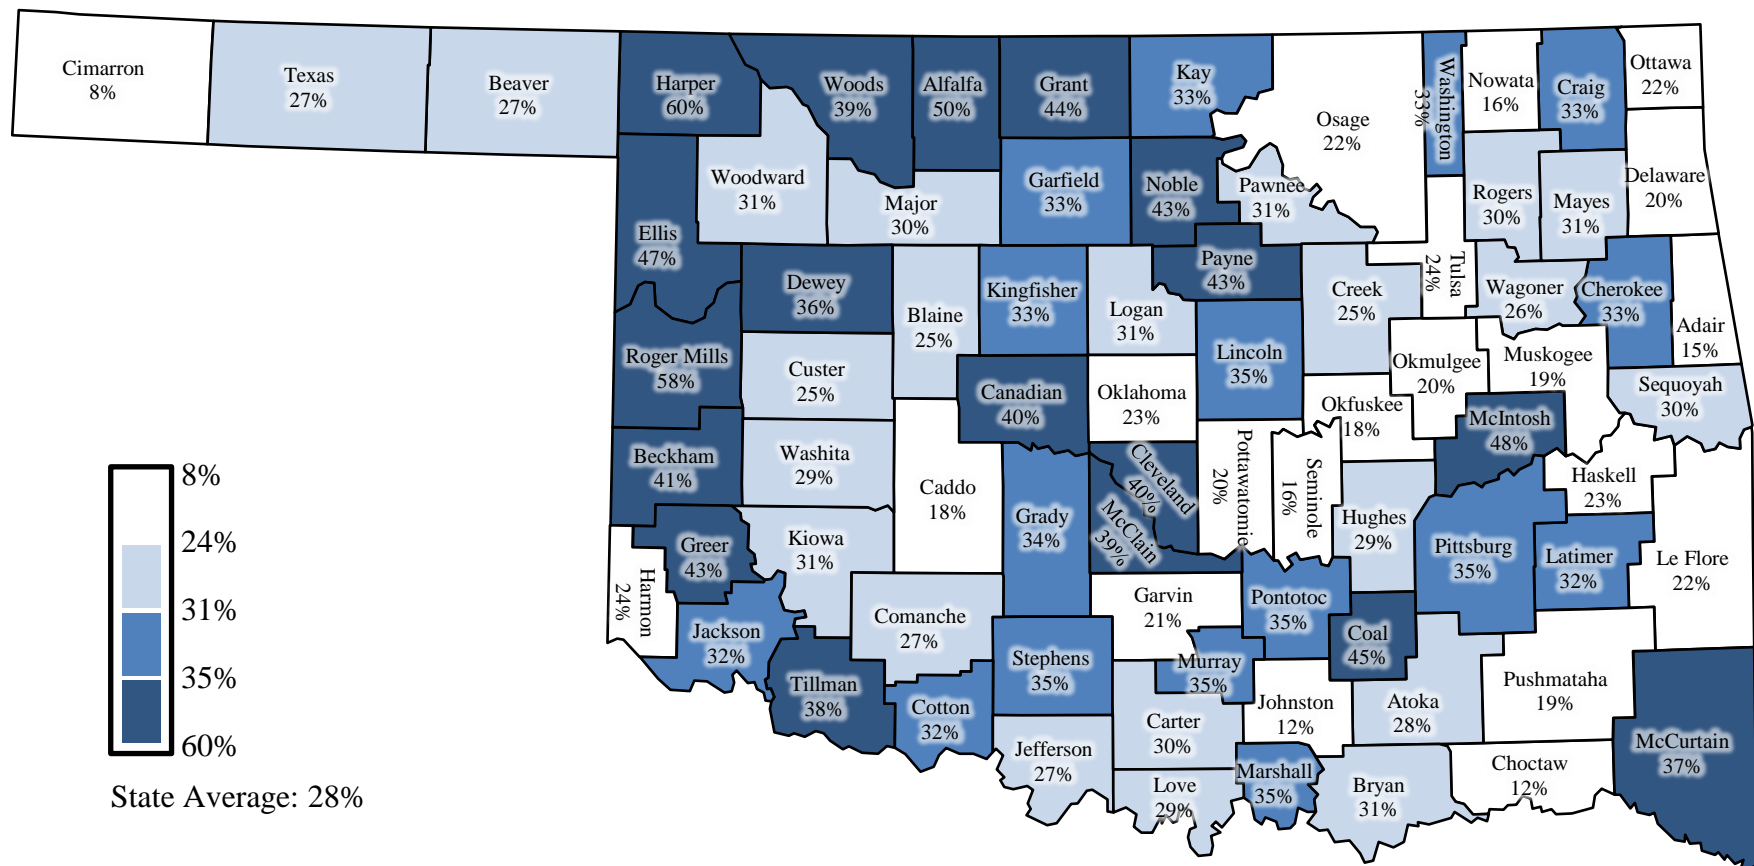 Cimarron
8%
Texas
27%
Beaver
27%
Harper
60%
Woods
39%
Alfalfa
50%
Grant
44%
Kay
33%
Osage
22%
Washington
33%
Nowata
16%
Craig
33%
Ottawa
22%
Woodward
31%
Major
30%
Garfield
33%
Noble
43%
Pawnee
31%
Rogers
30%
Mayes
31%
Delaware
20%
Ellis
47%
Dewey
36%
Blaine
25%
Kingfisher
33%
Logan
31%
Payne
43%
Creek
25%
Tulsa
24%
Wagoner
26%
Cherokee
33%
Adair
15%
Roger Mills
58%
Custer
25%
Canadian
40%
Oklahoma
23%
Lincoln
35%
Okfuskee
18%
Okmulgee
20%
Muskogee
19%
Sequoyah
30%
McIntosh
48%
Beckham
41%
Washita
29%
Caddo
18%
Grady
34%
Cleveland
40%
McClain
39%
Pottawatomie
20%
Seminole
16%
Hughes
29%
Pittsburg
35%
Haskell
23%
Latimer
32%
Le Flore
22%
Greer
43%
Kiowa
31%
Harmon
24%
Jackson
32%
Tillman
38%
Comanche
27%
Cotton
32%
Stephens
35%
Garvin
21%
Murray
35%
Pontotoc
35%
Coal
45%
Johnston
12%
Atoka
28%
Pushmataha
19%
McCurtain
37%
Jefferson
27%
Carter
30%
Love
29%
Marshall
35%
Bryan
31%
Choctaw
12%
8%
24%
31%
35%
60%
State Average: 28%